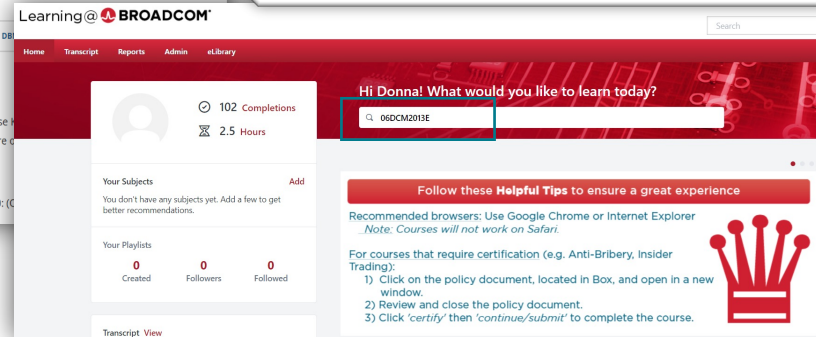 Learning@ BROADCOM
Search
Home Transcript Reports Admin eLibrary
102 Completions
2.5 Hours
Hi Donna! What would you like to learn today?
06DCM2013E
Your Subjects Add
You don't have any subjects yet. Add a few to get
better recommendations.
Your Playlists
0 0 0
Created Followers Followed
Transcript View
Follow these Helpful Tips to ensure a great experience
Recommended browsers: Use Google Chrome or Internet Explorer
Note: Courses will not work on Safari.
For courses that require certification (e.g. Anti-Bribery, Insider
Trading):
1) Click on the policy document, located in Box, and open in a new
window.
2) Review and close the policy document.
3) Click 'certify' then 'continue/submit' to complete the course.